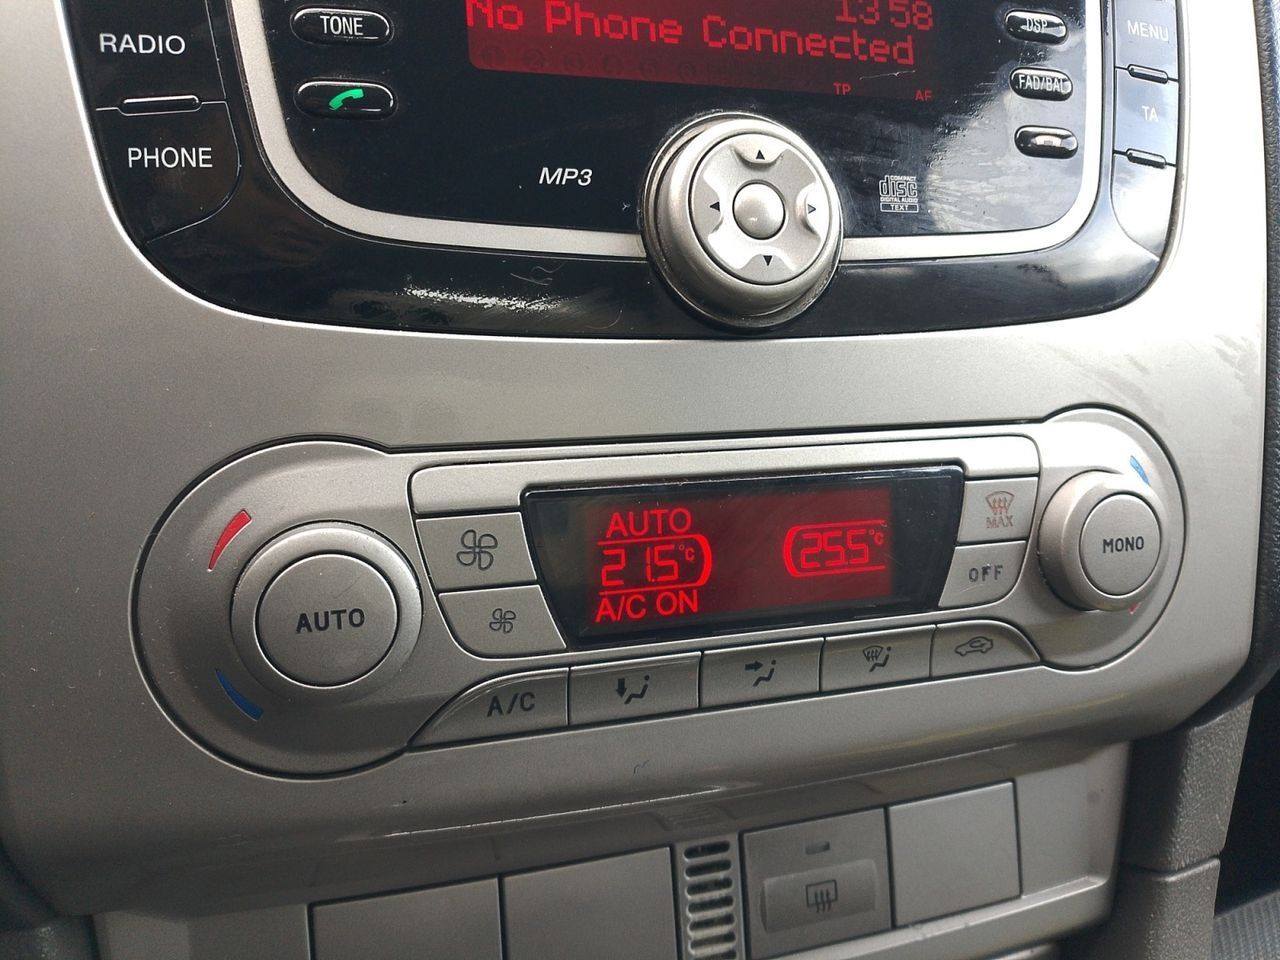 RADIO
TONE
13 58
No Phone Connected
DSP
MENU
FAD/BAL
TP
AF
TA
PHONE
MP3
COMPACT
disc
DIGITAL AUDIO
TEXT
AUTO
AUTO
21.5°C
A/C ON
25.5°C
MAX
OFF
MONO
A/C